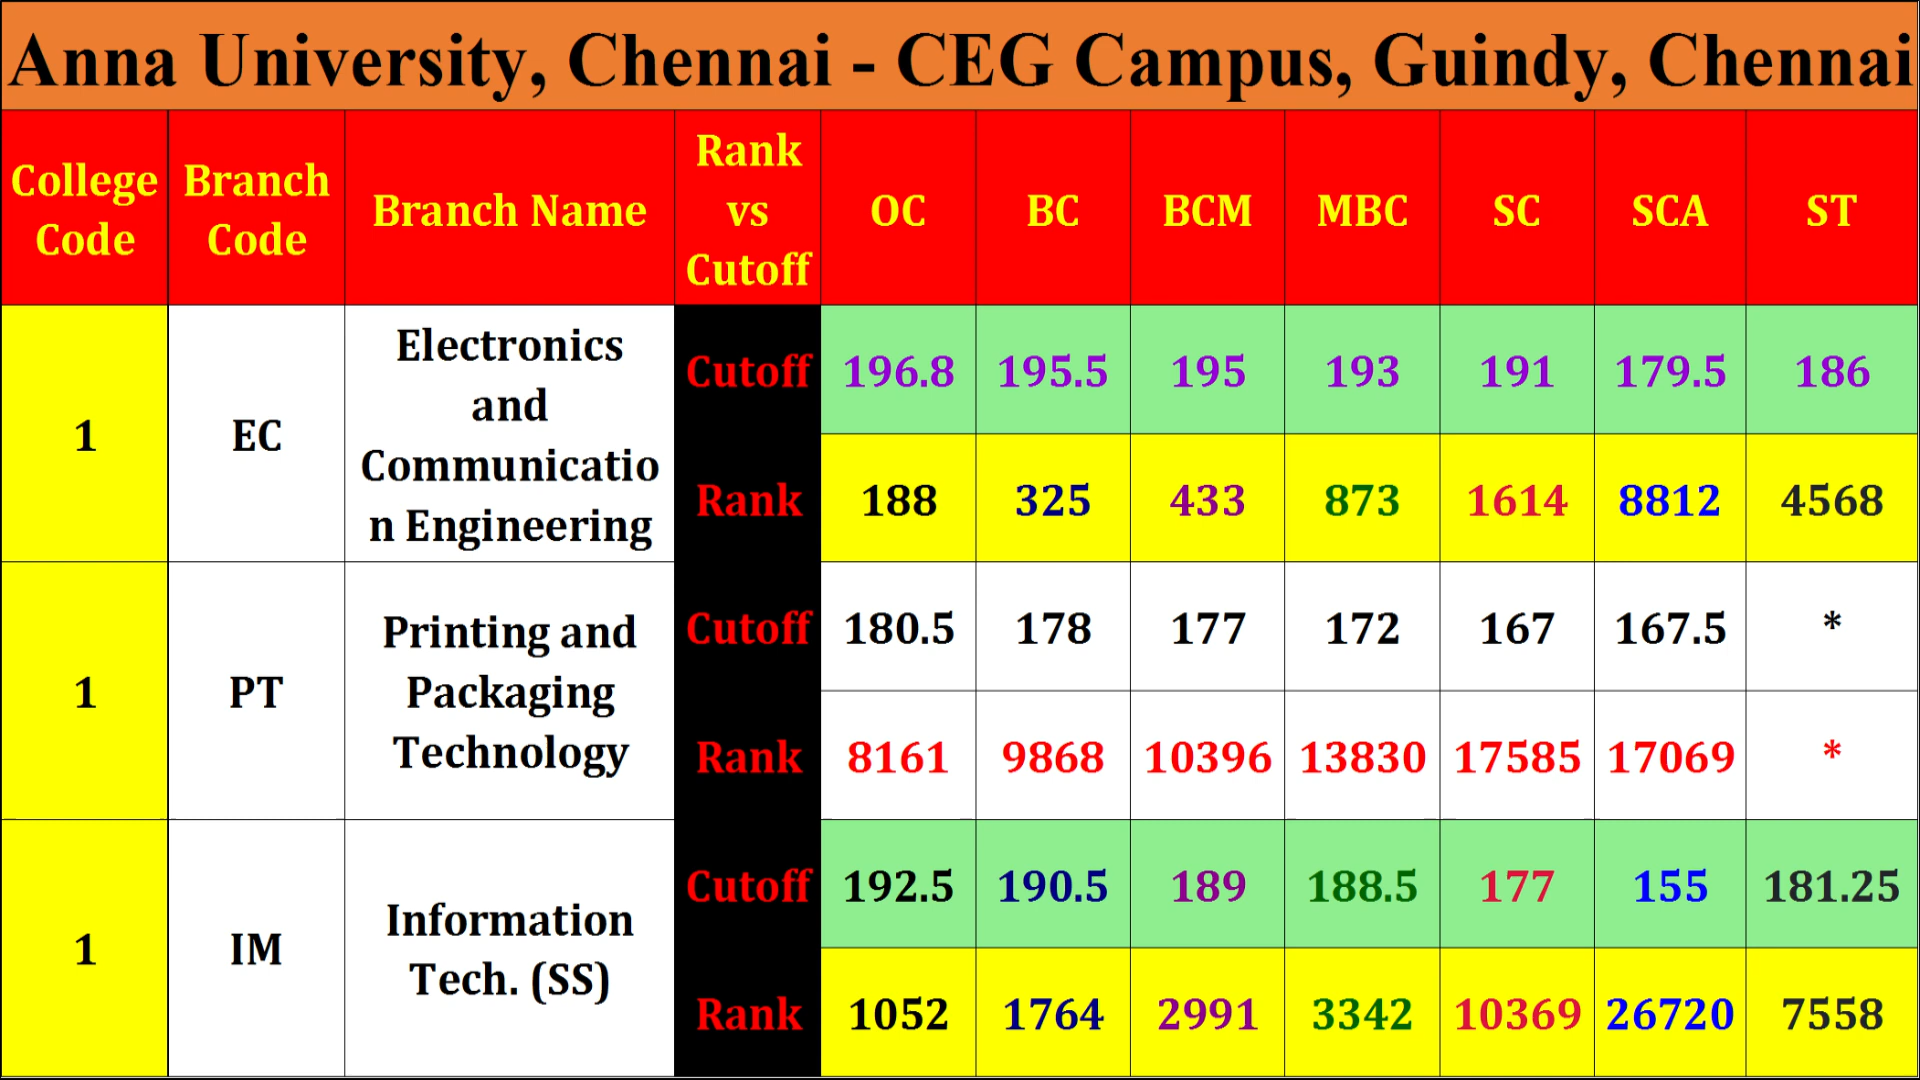 Anna University, Chennai - CEG Campus, Guindy, Chennai
College Code Branch Code Branch Name Rank vs Cutoff OC BC BCM MBC SC SCA ST
1 EC Electronics and Communication Engineering
Cutoff 196.8 195.5 195 193 191 179.5 186
Rank 188 325 433 873 1614 8812 4568
1 PT Printing and Packaging Technology
Cutoff 180.5 178 177 172 167 167.5 *
Rank 8161 9868 10396 13830 17585 17069 *
1 IM Information Tech. (SS)
Cutoff 192.5 190.5 189 188.5 177 155 181.25
Rank 1052 1764 2991 3342 10369 26720 7558